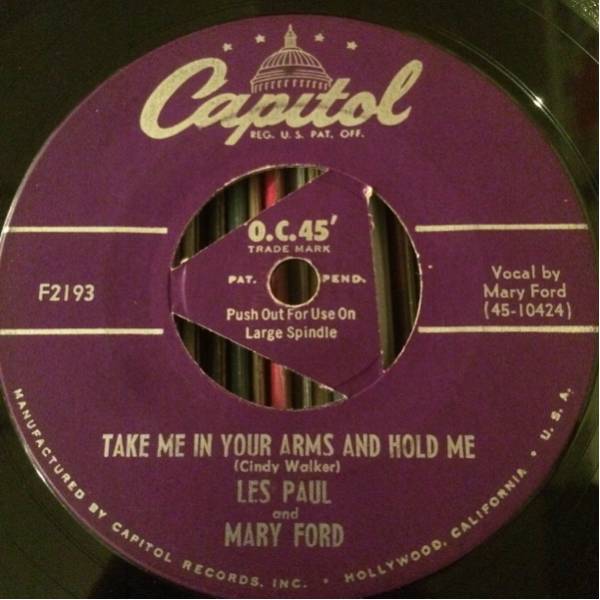 Capitol
REG. U.S. PAT. OFF.
O.C. 45'
TRADE MARK
PAT. PEND.
Push Out For Use On
Large Spindle
F2193
Vocal by
Mary Ford
(45-10424)
TAKE ME IN YOUR ARMS AND HOLD ME
(Cindy Walker)
LES PAUL
and
MARY FORD
MANUFACTURED BY CAPITOL RECORDS, INC. • HOLLYWOOD, CALIFORNIA • U.S.A.